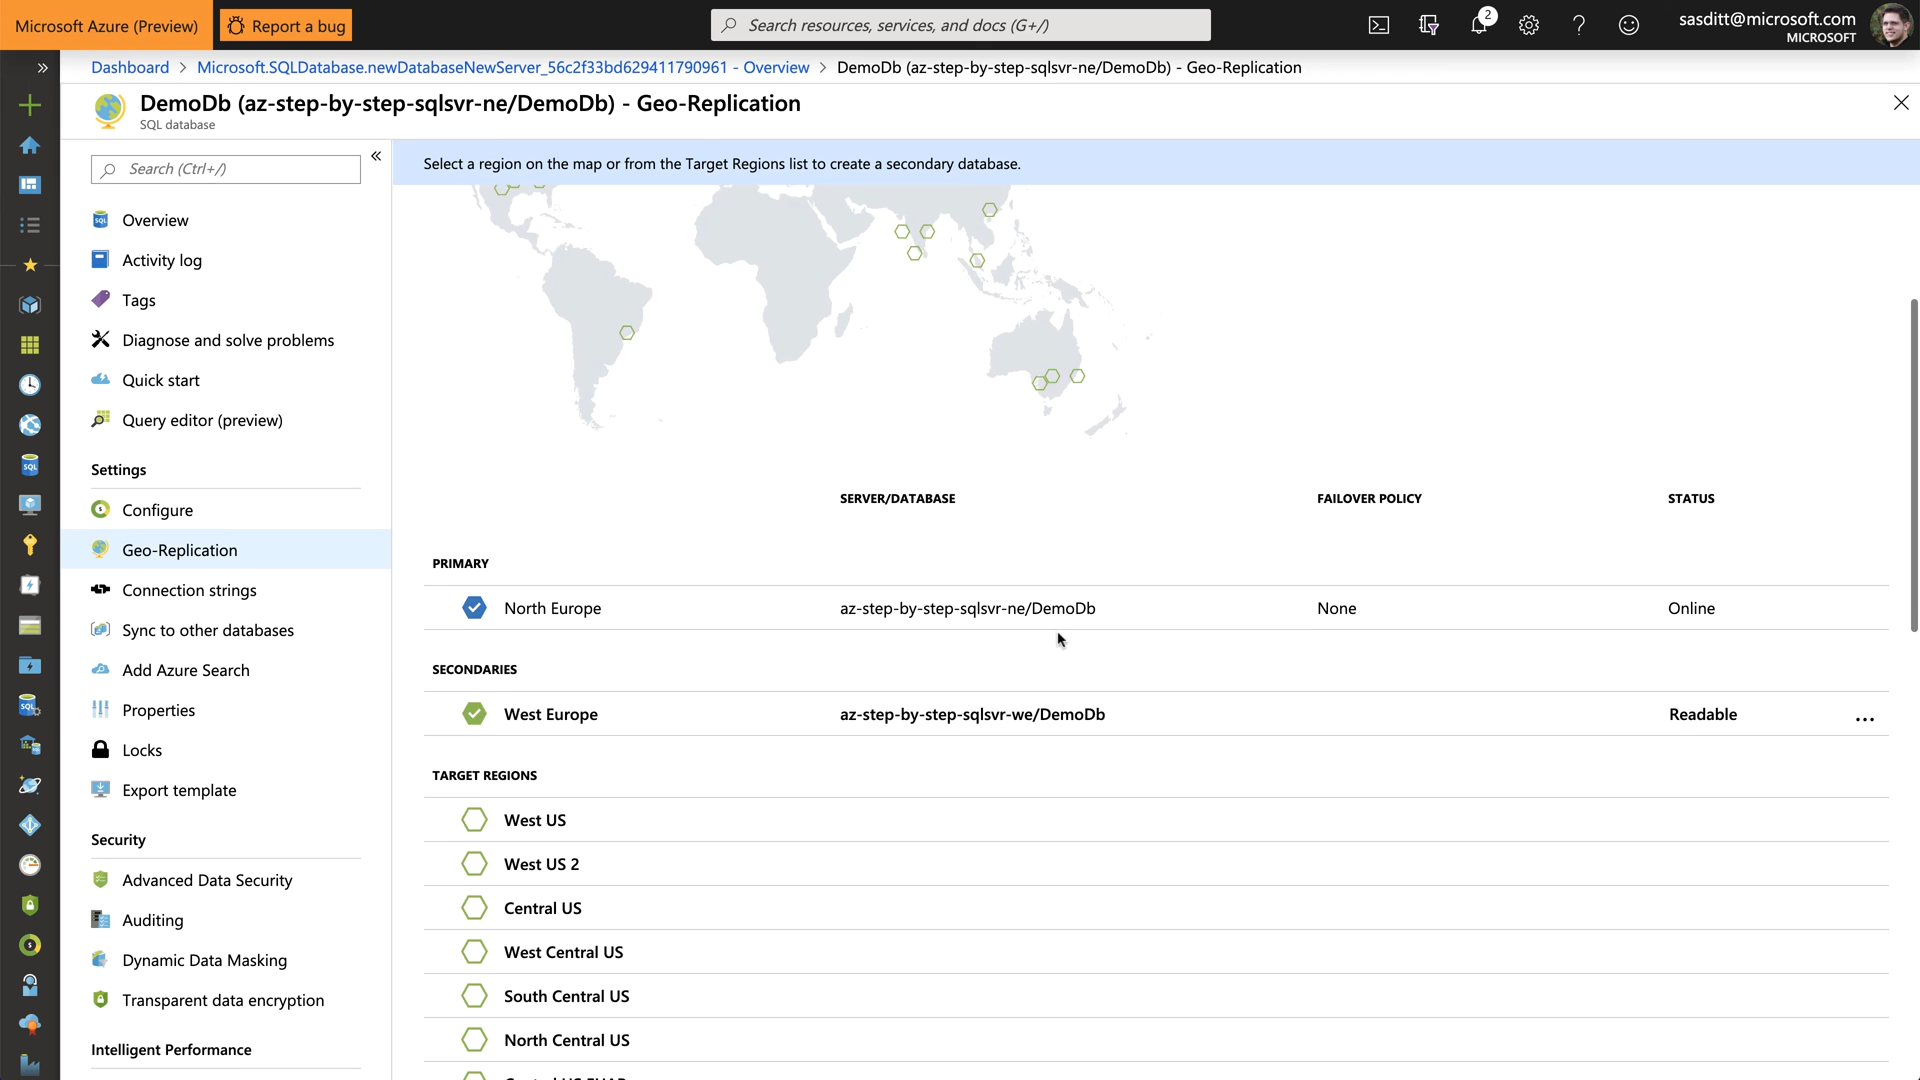 Microsoft Azure (Preview)
Report a bug
Search resources, services, and docs (G+/)
2
sasditt@microsoft.com
MICROSOFT
Dashboard > Microsoft.SQLDatabase.newDatabaseNewServer_56c2f33bd629411790961 - Overview > DemoDb (az-step-by-step-sqlsvr-ne/DemoDb) - Geo-Replication
DemoDb (az-step-by-step-sqlsvr-ne/DemoDb) - Geo-Replication
SQL database
Search (Ctrl+/)
Overview
Activity log
Tags
Diagnose and solve problems
Quick start
Query editor (preview)
Settings
Configure
Geo-Replication
Connection strings
Sync to other databases
Add Azure Search
Properties
Locks
Export template
Security
Advanced Data Security
Auditing
Dynamic Data Masking
Transparent data encryption
Intelligent Performance
Select a region on the map or from the Target Regions list to create a secondary database.
SERVER/DATABASE FAILOVER POLICY STATUS
PRIMARY
North Europe az-step-by-step-sqlsvr-ne/DemoDb None Online
SECONDARIES
West Europe az-step-by-step-sqlsvr-we/DemoDb Readable ...
TARGET REGIONS
West US
West US 2
Central US
West Central US
South Central US
North Central US